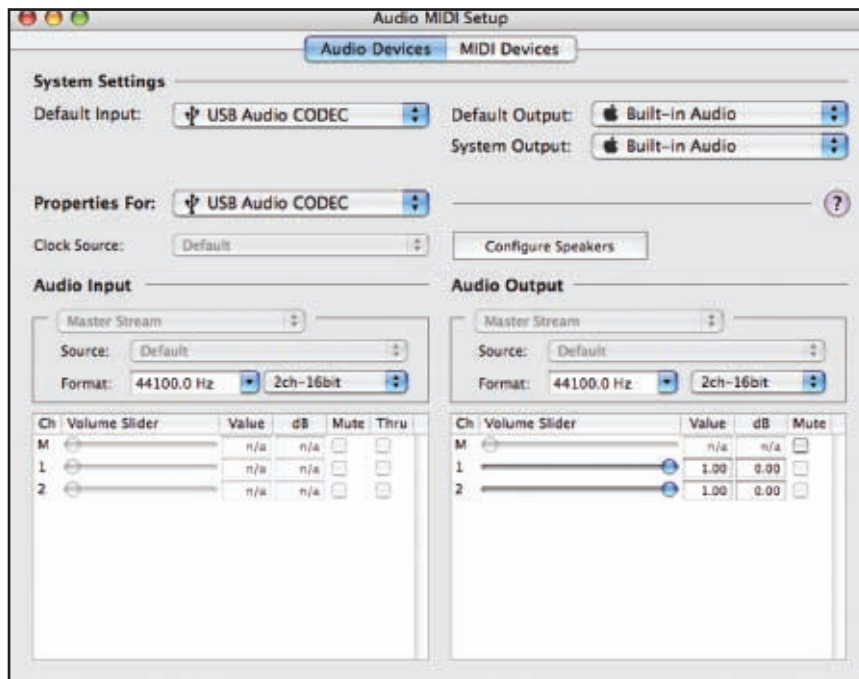 Audio MIDI Setup
Audio Devices MIDI Devices
System Settings
Default Input: USB Audio CODEC
Default Output: Built-in Audio
System Output: Built-in Audio
Properties For: USB Audio CODEC ?
Clock Source: Default Configure Speakers
Audio Input
Master Stream
Source: Default
Format: 44100.0 Hz 2ch-16bit
Ch Volume Slider Value dB Mute Thru
M n/a n/a
1 n/a n/a
2 n/a n/a
Audio Output
Master Stream
Source: Default
Format: 44100.0 Hz 2ch-16bit
Ch Volume Slider Value dB Mute
M n/a n/a
1 1.00 0.00
2 1.00 0.00